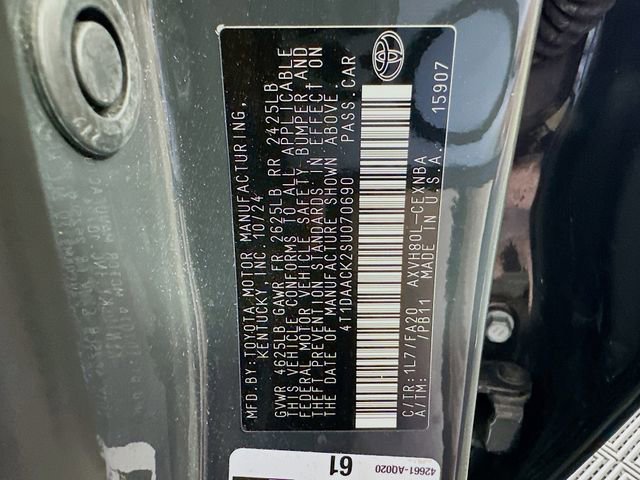 MFD. BY: TOYOTA MOTOR MANUFACTURING,
KENTUCKY, INC. 10/24
GVWR 4625LB GAWR FR 2625LB RR 2425LB
THIS VEHICLE CONFORMS TO ALL APPLICABLE
FEDERAL MOTOR VEHICLE SAFETY, BUMPER, AND
THEFT PREVENTION STANDARDS IN EFFECT ON
THE DATE OF MANUFACTURE SHOWN ABOVE.
4T1DAACK2SU070690 PASS.CAR
C/TR: 1L7/FA20 AXVH80L-CEXNBA
A/TM: /PB11 MADE IN U.S.A. 15907
42661-AQ020
61